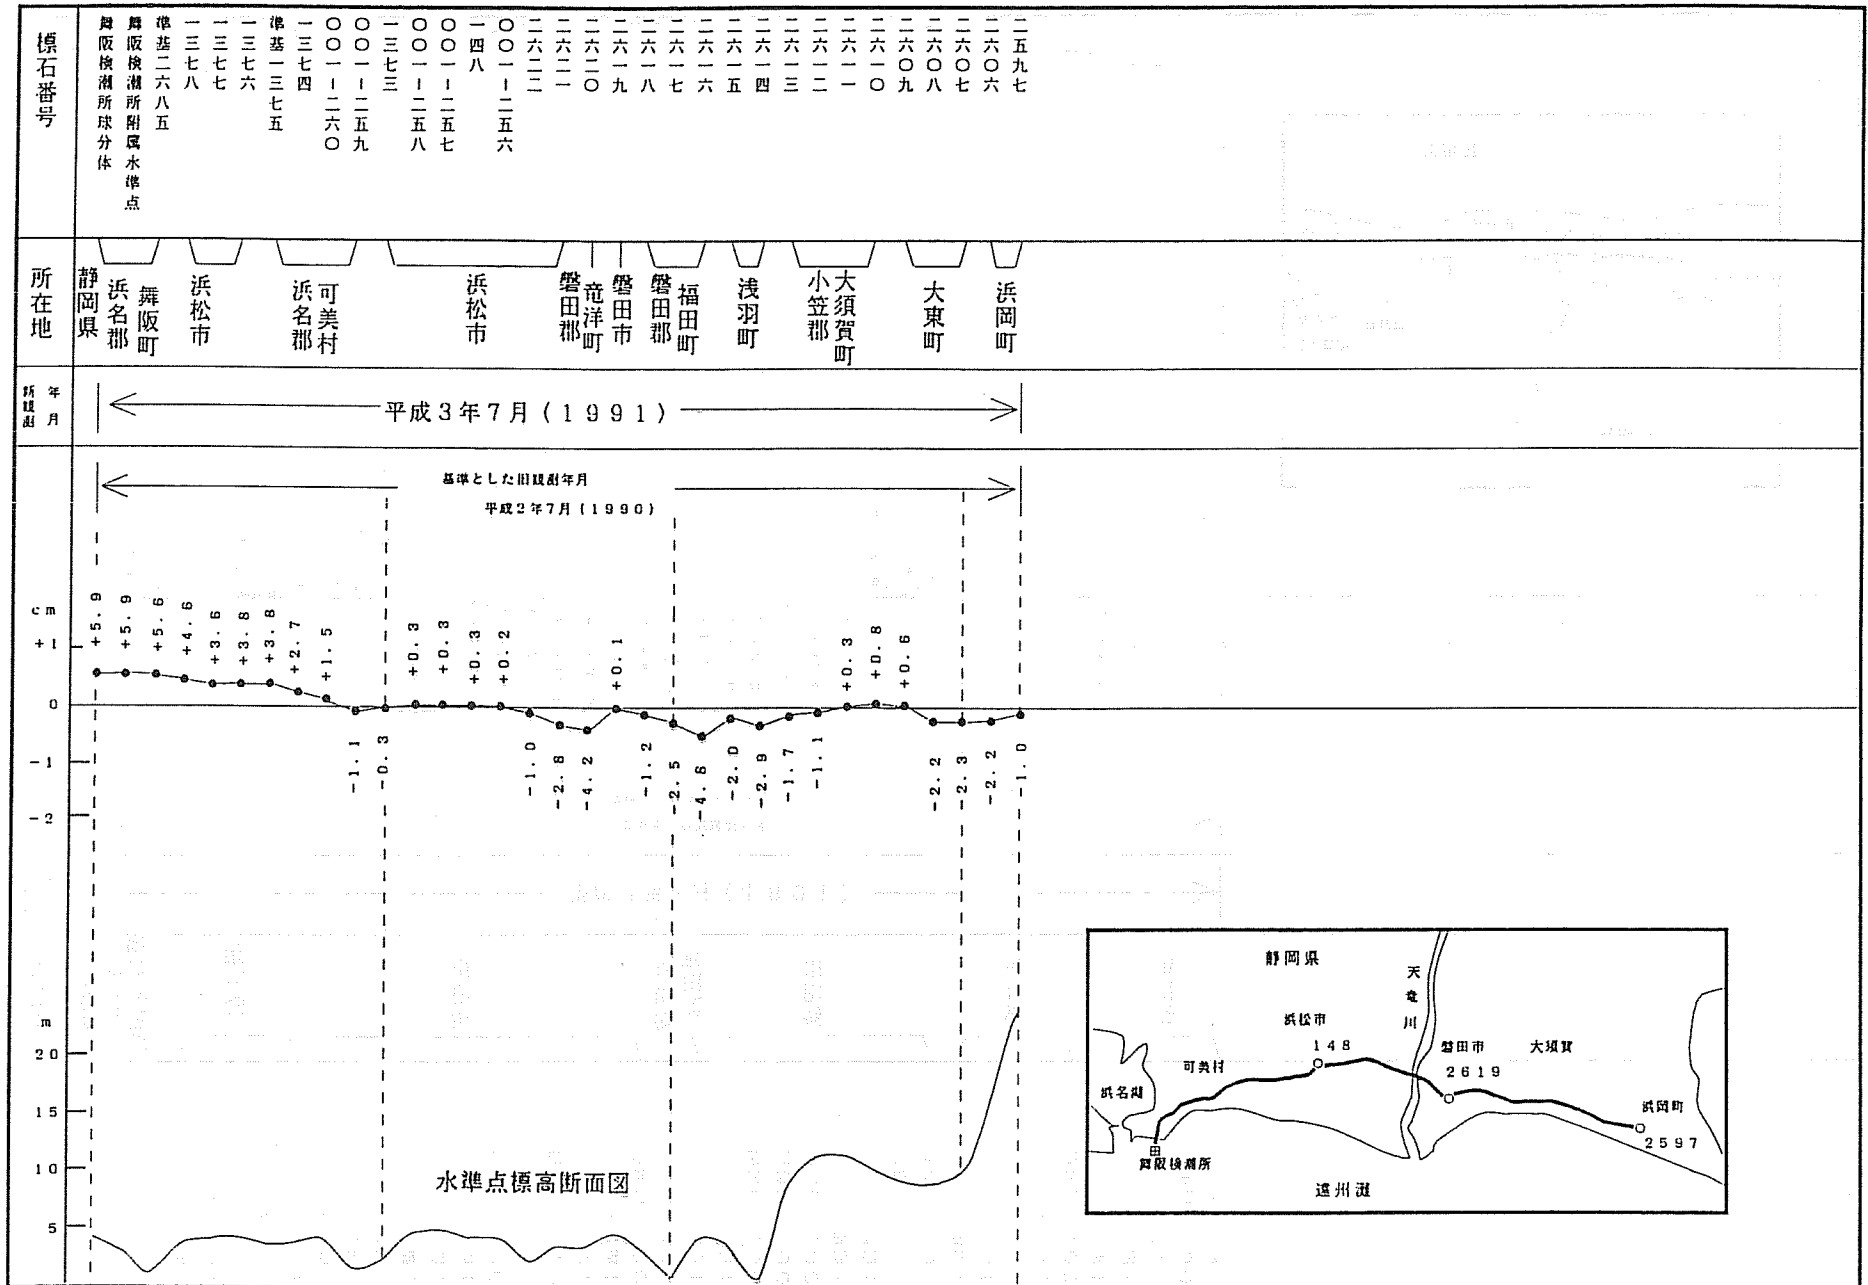 標石番号
舞阪検潮所球分体
舞阪検潮所附属水準点
準基二六八五
一三七八
一三七七
一三七六
準基一三七五
一三七四
〇〇一－二六〇
〇〇一－二五九
一三七三
〇〇一－二五八
〇〇一－二五七
一四八
〇〇一－二五六
二六二二
二六二一
二六二〇
二六一九
二六一八
二六一七
二六一六
二六一五
二六一四
二六一三
二六一二
二六一一
二六一〇
二六〇九
二六〇八
二六〇七
二六〇六
二五九七
所在地
静岡県
浜名郡
舞阪町
浜松市
浜名郡
可美村
浜松市
磐田郡
竜洋町
磐田市
磐田郡
福田町
浅羽町
小笠郡
大須賀町
大東町
浜岡町
新観測
年月
平成3年7月(1991)
基準とした旧観測年月
平成2年7月(1990)
cm
+1
0
-1
-2
+5.9
+5.9
+5.6
+4.6
+3.6
+3.8
+3.8
+2.7
+1.5
-1.1
-0.3
+0.3
+0.3
+0.3
+0.2
-1.0
-2.8
-4.2
+0.1
-1.2
-2.5
-4.8
-2.0
-2.9
-1.7
-1.1
+0.3
+0.8
+0.6
-2.2
-2.3
-2.2
-1.0
m
20
15
10
5
水準点標高断面図
静岡県
天竜川
浜松市
148
磐田市
2619
大須賀
可美村
浜名湖
浜岡町
2597
舞阪検潮所
遠州灘